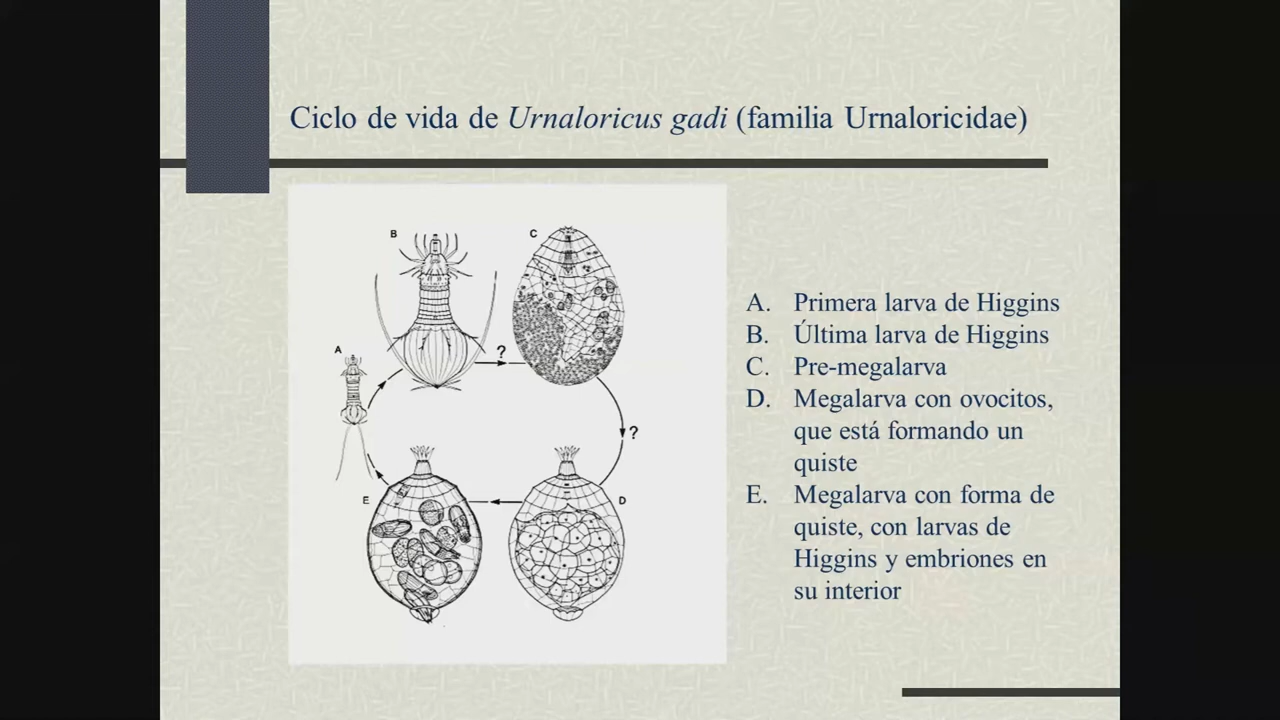 Ciclo de vida de Urnaloricus gadi (familia Urnaloricidae)
B
C
A
?
?
E
D
A. Primera larva de Higgins
B. Última larva de Higgins
C. Pre-megalarva
D. Megalarva con ovocitos,
que está formando un
quiste
E. Megalarva con forma de
quiste, con larvas de
Higgins y embriones en
su interior